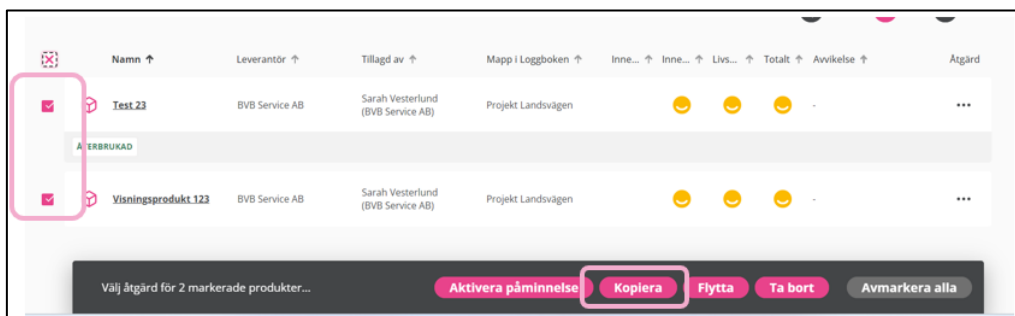 Namn ↑ Leverantör ↑ Tillagd av ↑ Mapp i Loggboken ↑ Inne... ↑ Inne... ↑ Livs... ↑ Totalt ↑ Avvikelse ↑ Åtgärd
Test 23 BVB Service AB Sarah Vesterlund (BVB Service AB) Projekt Landsvägen - ...
ÅTERBRUKAD
Visningsprodukt 123 BVB Service AB Sarah Vesterlund (BVB Service AB) Projekt Landsvägen - ...
Välj åtgärd för 2 markerade produkter... Aktivera påminnelse Kopiera Flytta Ta bort Avmarkera alla